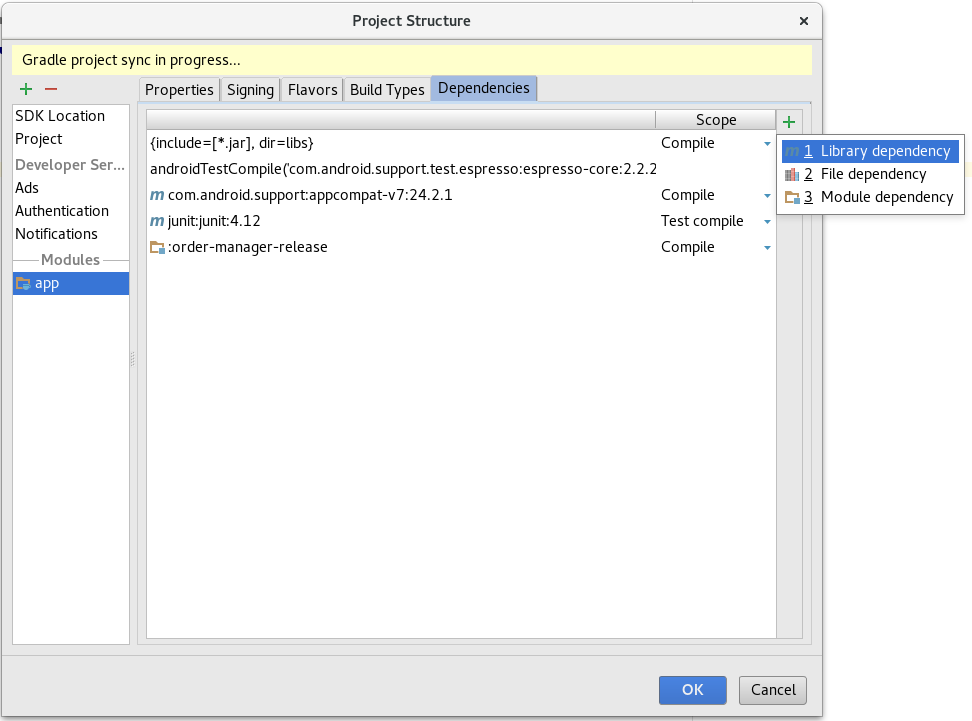 Project Structure
Gradle project sync in progress...
Properties Signing Flavors Build Types Dependencies
SDK Location
Project
Developer Ser...
Ads
Authentication
Notifications
Modules
app
Scope
{include=[*.jar], dir=libs} Compile
androidTestCompile('com.android.support.test.espresso:espresso-core:2.2.2
m com.android.support:appcompat-v7:24.2.1 Compile
m junit:junit:4.12 Test compile
:order-manager-release Compile
m 1 Library dependency
2 File dependency
3 Module dependency
OK Cancel